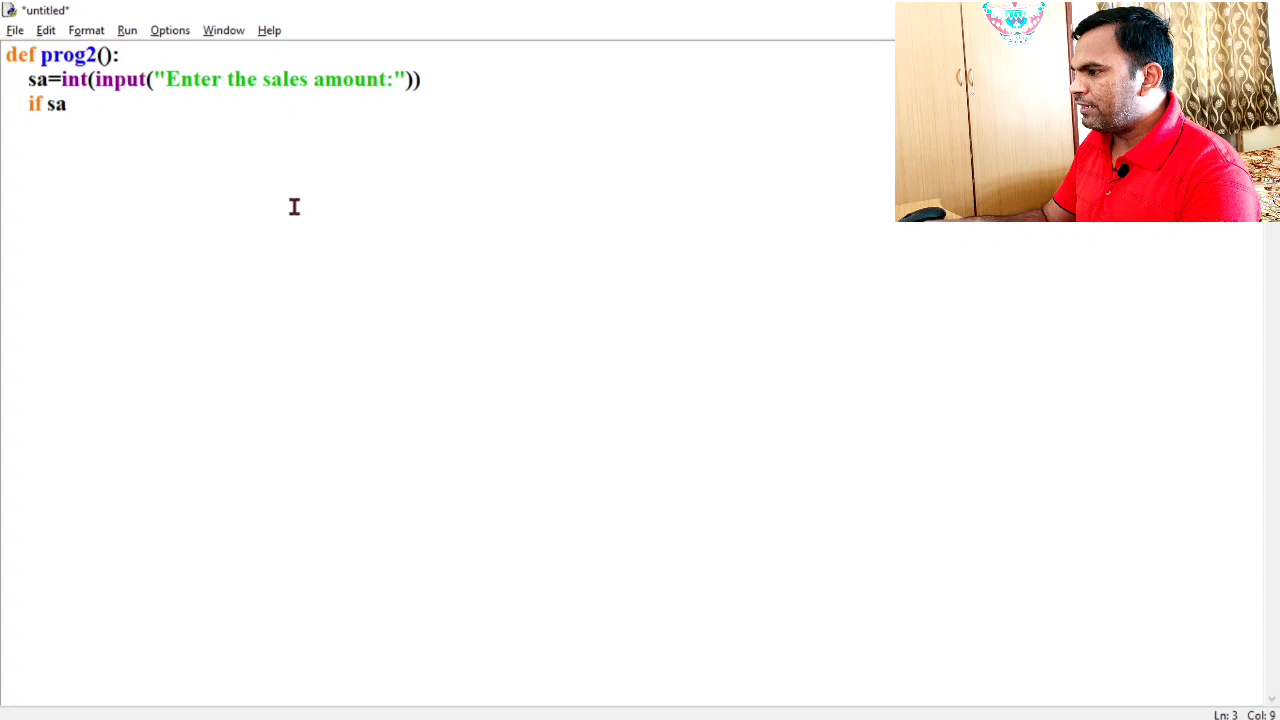 *untitled*
File Edit Format Run Options Window Help
def prog2():
    sa=int(input("Enter the sales amount:"))
    if sa
Ln: 3 Col: 9